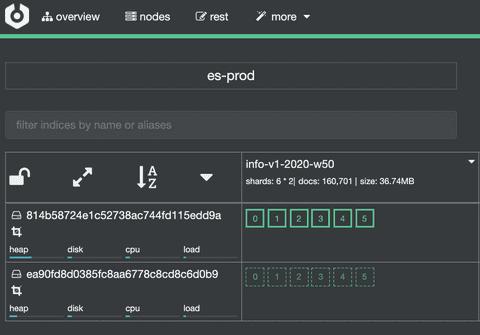 overview nodes rest more
es-prod
filter indices by name or aliases
info-v1-2020-w50
shards: 6 * 2| docs: 160,701 | size: 36.74MB
A
Z
814b58724e1c52738ac744fd115edd9a
0 1 2 3 4 5
heap disk cpu load
ea90fd8d0385fc8aa6778c8cd8c6d0b9
0 1 2 3 4 5
heap disk cpu load